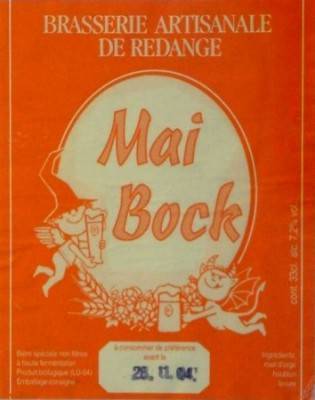 BRASSERIE ARTISANALE
DE REDANGE
Mai
Bock
cont. 33cl. alc. 7,2% vol.
Bière spéciale non filtrée
à haute fermentation
Produit biologique (LU-04)
Emballage consigné
à consommer de préférence
avant le
28. 11. 04.
Ingrédients:
malt d'orge
houblon
levure